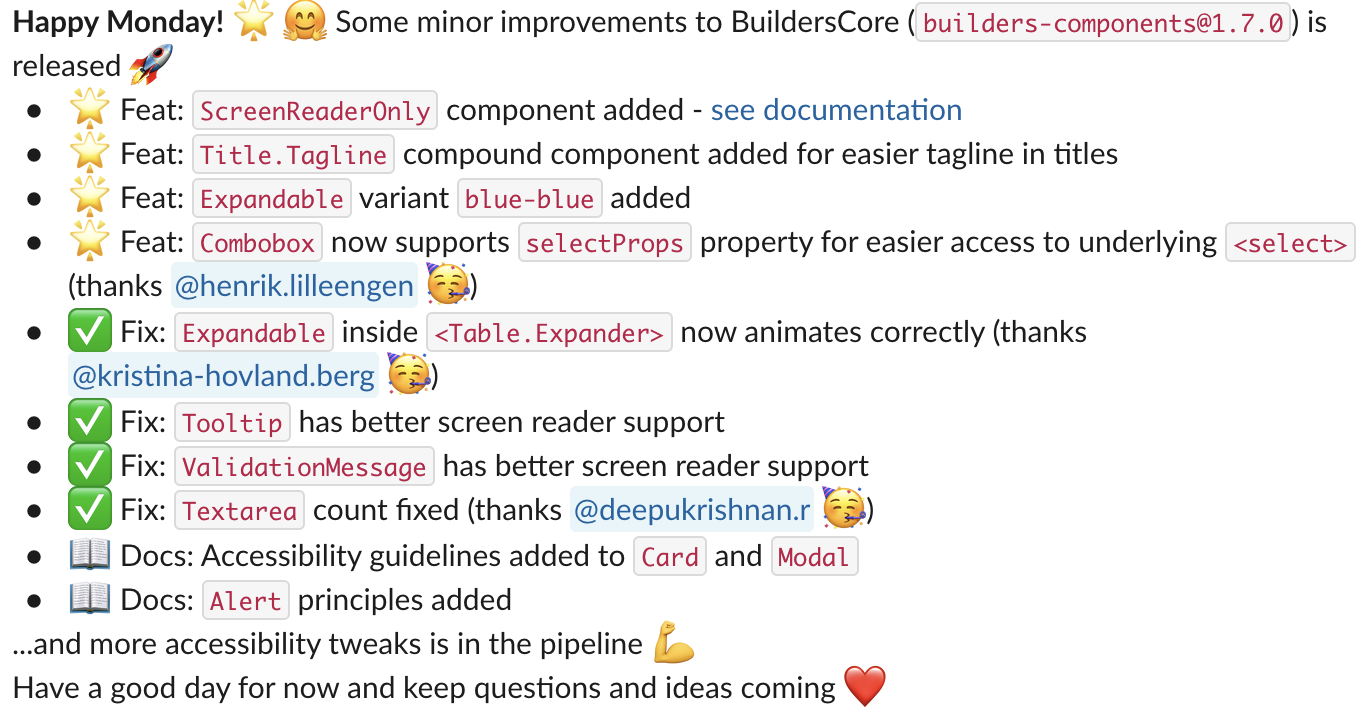 Happy Monday! 🌟 🤗 Some minor improvements to BuildersCore (builders-components@1.7.0) is
released 🚀
• 🌟 Feat: ScreenReaderOnly component added - see documentation
• 🌟 Feat: Title.Tagline compound component added for easier tagline in titles
• 🌟 Feat: Expandable variant blue-blue added
• 🌟 Feat: Combobox now supports selectProps property for easier access to underlying <select>
(thanks @henrik.lilleengen 🥳)
• ✅ Fix: Expandable inside <Table.Expander> now animates correctly (thanks
@kristina-hovland.berg 🥳)
• ✅ Fix: Tooltip has better screen reader support
• ✅ Fix: ValidationMessage has better screen reader support
• ✅ Fix: Textarea count fixed (thanks @deepukrishnan.r 🥳)
• 📖 Docs: Accessibility guidelines added to Card and Modal
• 📖 Docs: Alert principles added
...and more accessibility tweaks is in the pipeline 💪
Have a good day for now and keep questions and ideas coming ❤️